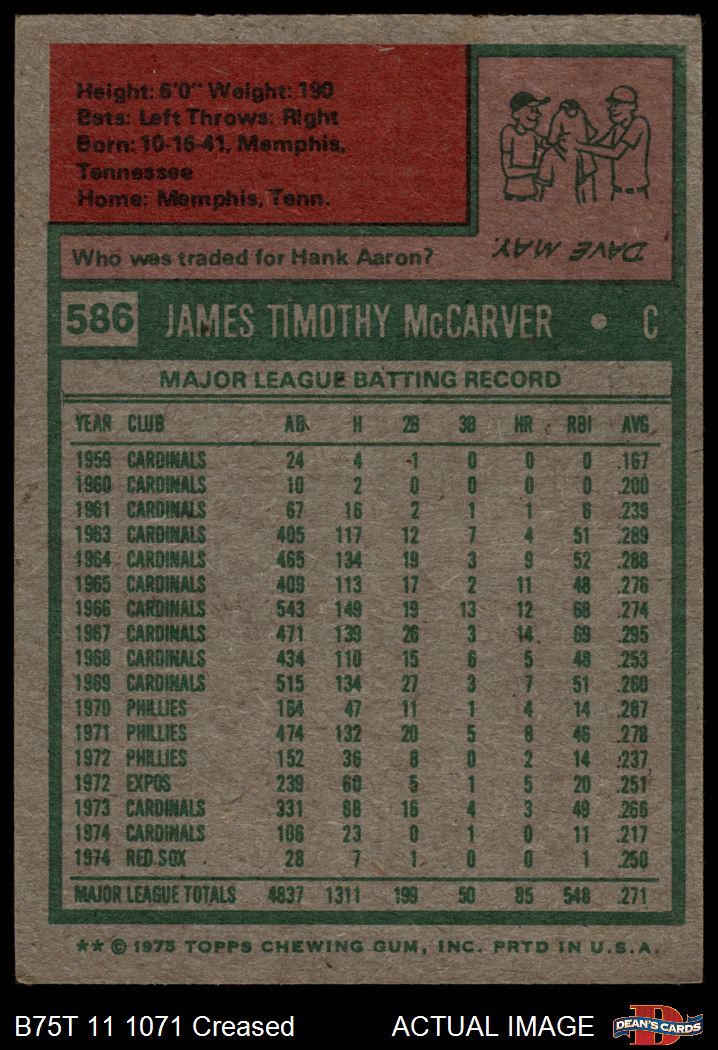 Height: 6'0" Weight: 190
Bats: Left Throws: Right
Born: 10-16-41, Memphis,
Tennessee
Home: Memphis, Tenn.
DAVE MAY.
Who was traded for Hank Aaron?
586 JAMES TIMOTHY McCARVER • C
MAJOR LEAGUE BATTING RECORD
YEAR CLUB AB H 2B 3B HR RBI AVG
1959 CARDINALS 24 4 1 0 0 0 .167
1960 CARDINALS 10 2 0 0 0 0 .200
1961 CARDINALS 67 16 2 1 1 6 .239
1963 CARDINALS 405 117 12 7 4 51 .289
1964 CARDINALS 465 134 19 3 9 52 .288
1965 CARDINALS 409 113 17 2 11 48 .276
1966 CARDINALS 543 149 19 13 12 68 .274
1967 CARDINALS 471 139 26 3 14 69 .295
1968 CARDINALS 434 110 15 6 5 48 .253
1969 CARDINALS 515 134 27 3 7 51 .260
1970 PHILLIES 164 47 11 1 4 14 .287
1971 PHILLIES 474 132 20 5 8 46 .278
1972 PHILLIES 152 36 8 0 2 14 .237
1972 EXPOS 239 60 5 1 5 20 .251
1973 CARDINALS 331 88 16 4 3 49 .266
1974 CARDINALS 106 23 0 1 0 11 .217
1974 RED SOX 28 7 1 0 0 1 .250
MAJOR LEAGUE TOTALS 4837 1311 199 50 85 548 .271
** © 1975 TOPPS CHEWING GUM, INC. PRTD IN U.S.A.
B75T 11 1071 Creased ACTUAL IMAGE DEAN'S CARDS